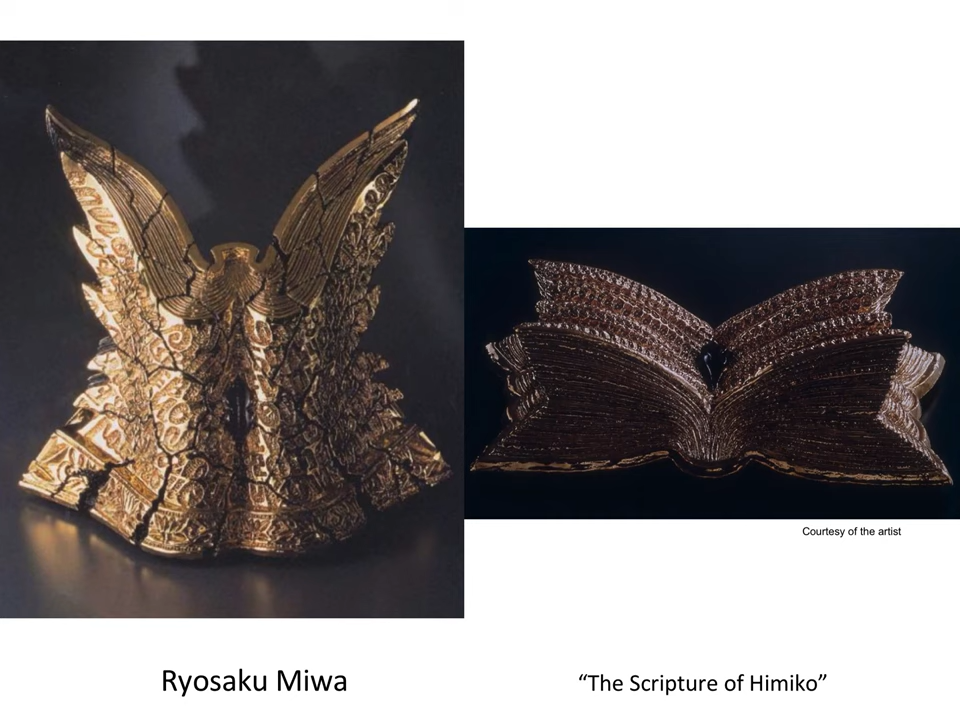 Courtesy of the artist
Ryosaku Miwa
“The Scripture of Himiko”